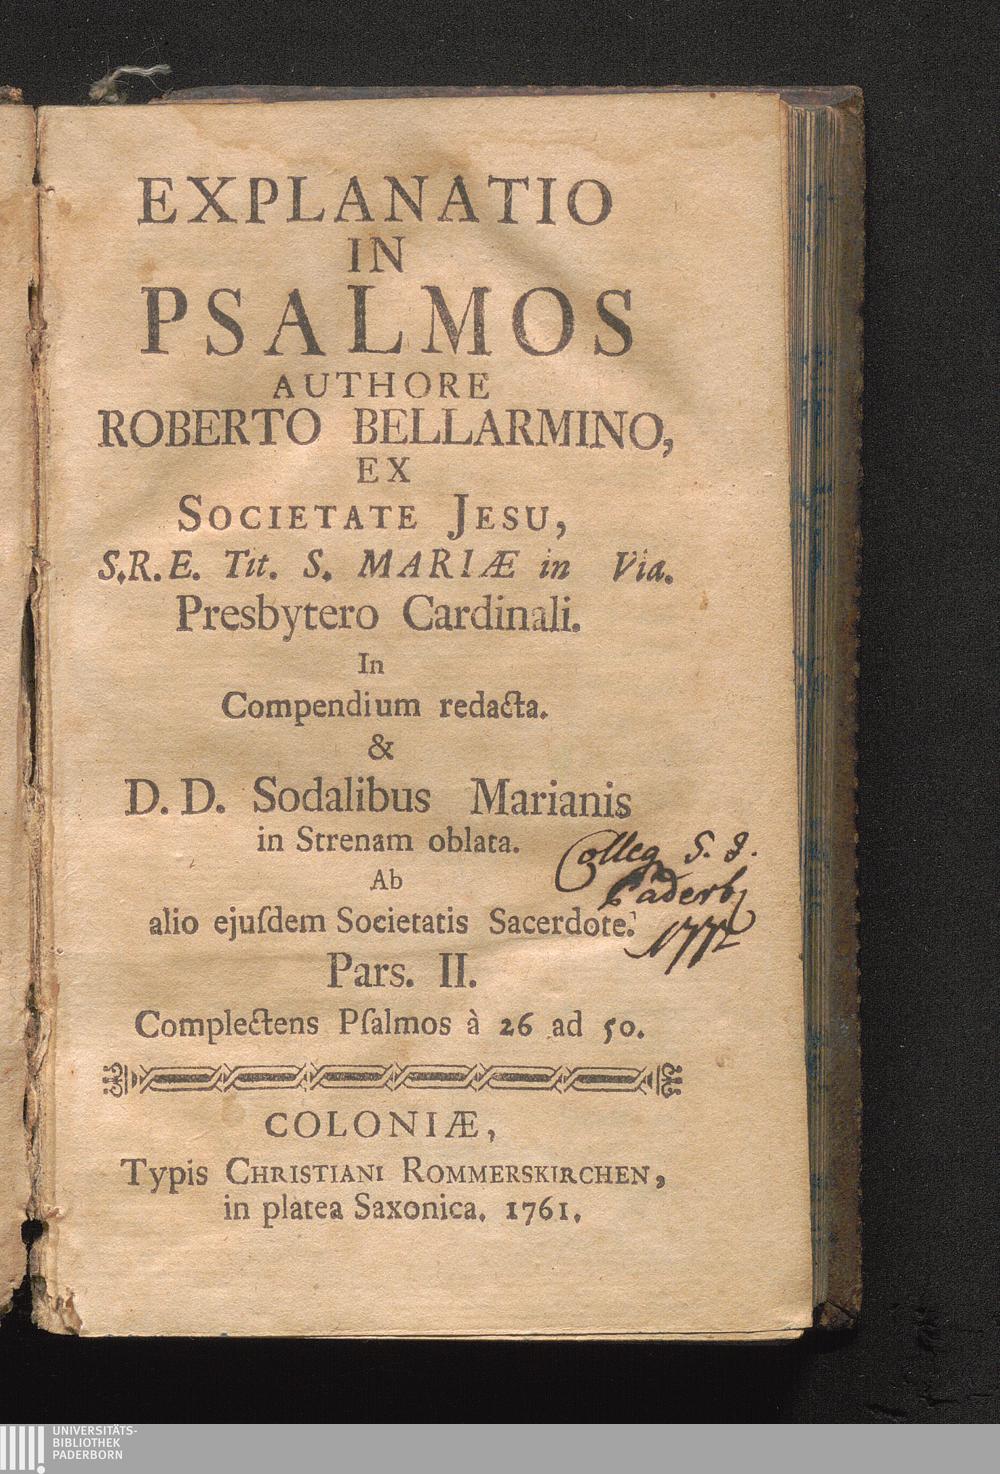 EXPLANATIO
IN
PSALMOS
AUTHORE
ROBERTO BELLARMINO,
EX
SOCIETATE JESU,
S.R.E. Tit. S. MARIÆ in Via.
Presbytero Cardinali.
In
Compendium redacta.
&
D.D. Sodalibus Marianis
in Strenam oblata.
Ab
alio ejuſdem Societatis Sacerdote.
Colleg S. J.
Paderb
1772
Pars. II.
Complectens Pſalmos à 26 ad 50.
COLONIÆ,
Typis CHRISTIANI ROMMERSKIRCHEN,
in platea Saxonica. 1761.
UNIVERSITÄTS-
BIBLIOTHEK
PADERBORN